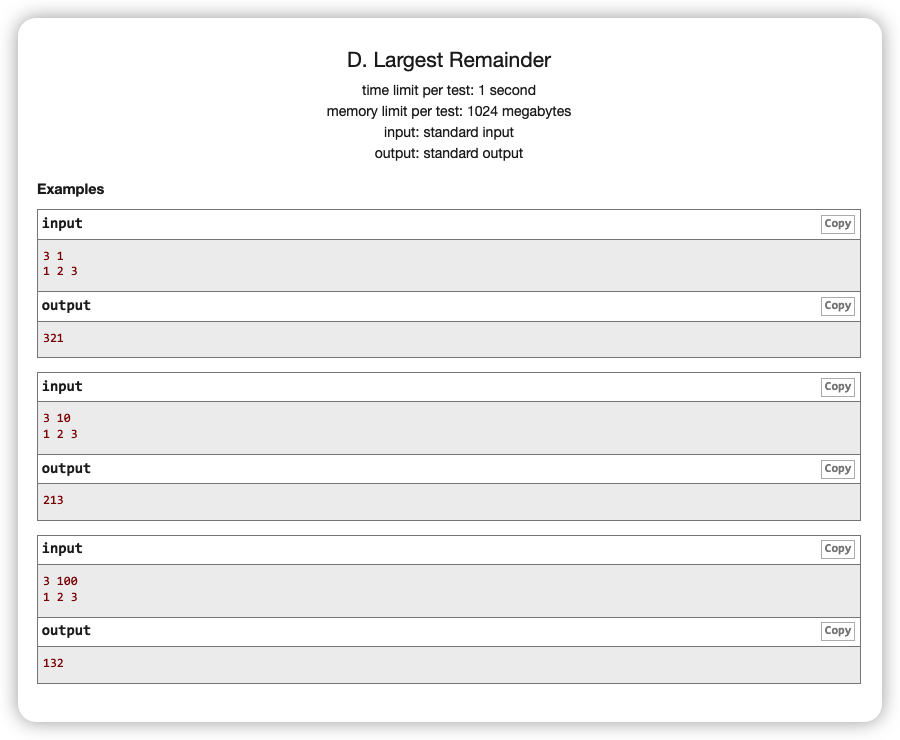 D. Largest Remainder
time limit per test: 1 second
memory limit per test: 1024 megabytes
input: standard input
output: standard output
Examples
input
Copy
3 1
1 2 3
output
Copy
321
input
Copy
3 10
1 2 3
output
Copy
213
input
Copy
3 100
1 2 3
output
Copy
132